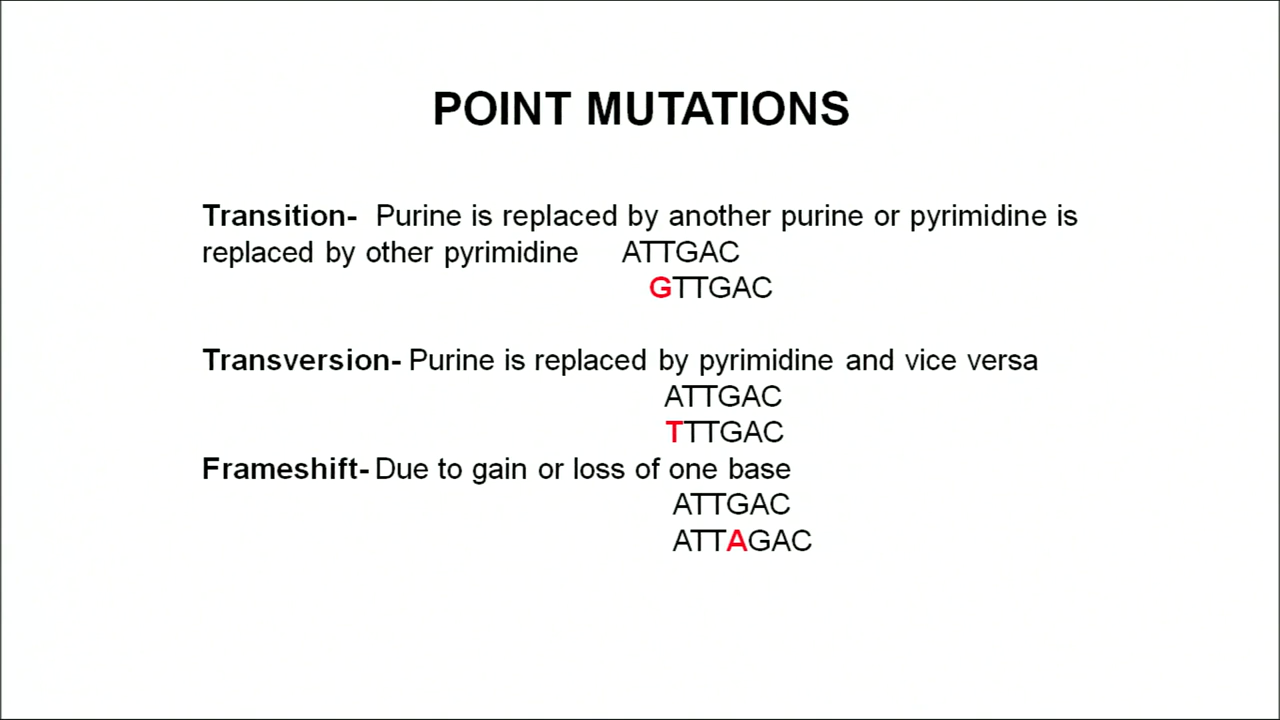 POINT MUTATIONS
Transition- Purine is replaced by another purine or pyrimidine is
replaced by other pyrimidine ATTGAC
GTTGAC
Transversion- Purine is replaced by pyrimidine and vice versa
ATTGAC
TTTGAC
Frameshift- Due to gain or loss of one base
ATTGAC
ATTAGAC